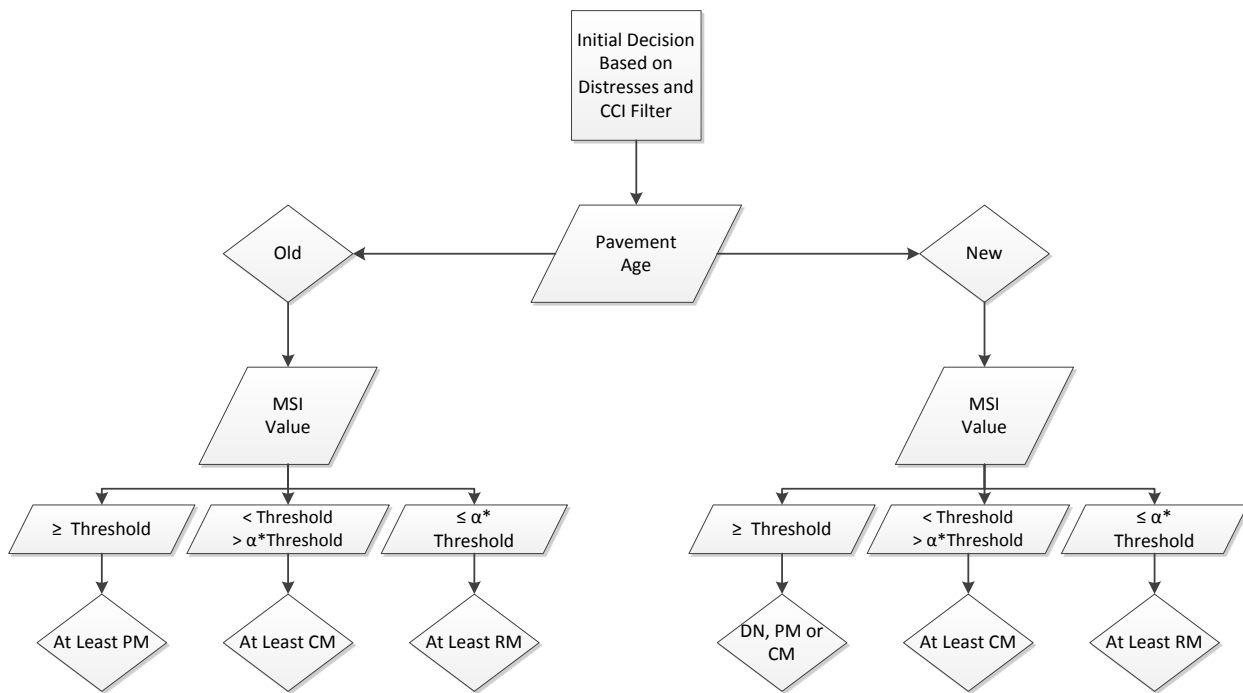 Initial Decision
Based on
Distresses and
CCI Filter
Pavement
Age
Old
New
MSI
Value
MSI
Value
≥ Threshold
< Threshold
> α*Threshold
≤ α*
Threshold
≥ Threshold
< Threshold
> α*Threshold
≤ α*
Threshold
At Least PM
At Least CM
At Least RM
DN, PM or
CM
At Least CM
At Least RM